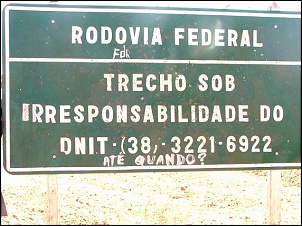 RODOVIA FEDERAL
TRECHO SOB
IRRESPONSABILIDADE DO
DNIT-(38)-3221-6922
ATÉ QUANDO?